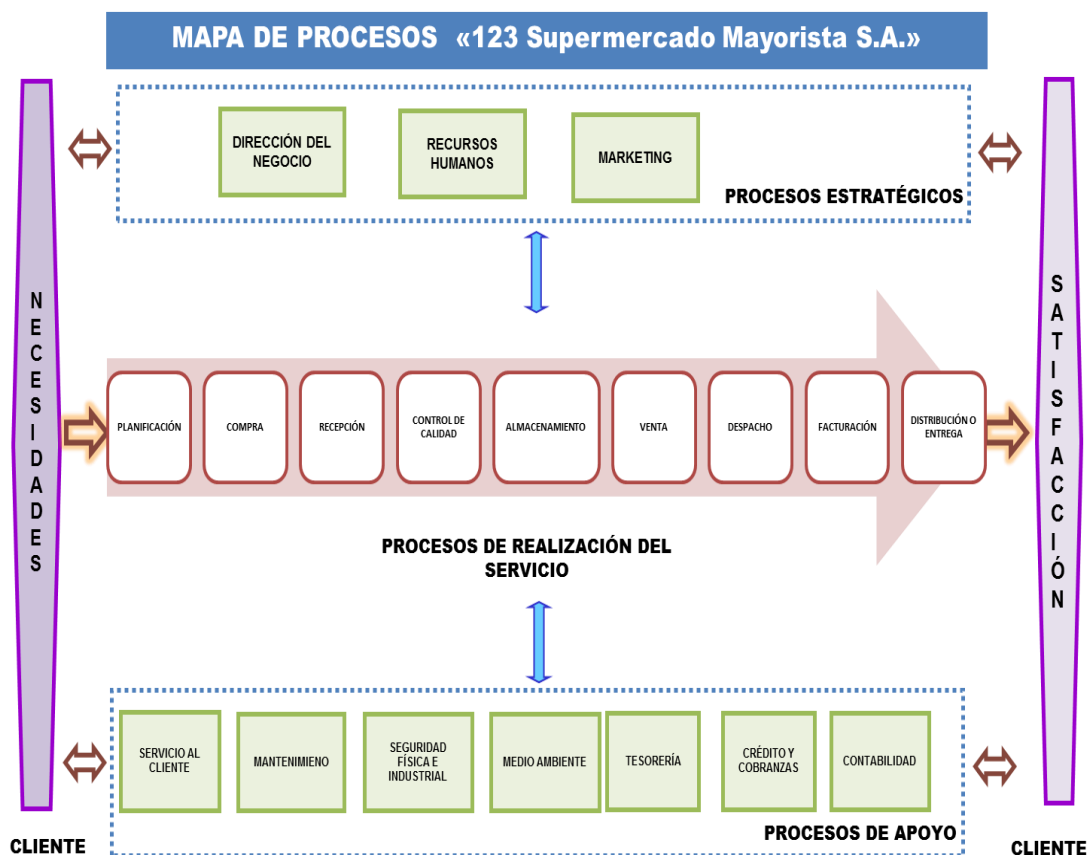 MAPA DE PROCESOS «123 Supermercado Mayorista S.A.»
DIRECCIÓN DEL
NEGOCIO
RECURSOS
HUMANOS
MARKETING
PROCESOS ESTRATÉGICOS
NECESIDADES
SATISFACCIÓN
PLANIFICACIÓN
COMPRA
RECEPCIÓN
CONTROL DE
CALIDAD
ALMACENAMIENTO
VENTA
DESPACHO
FACTURACIÓN
DISTRIBUCIÓN O
ENTREGA
PROCESOS DE REALIZACIÓN DEL
SERVICIO
SERVICIO AL
CLIENTE
MANTENIMIENO
SEGURIDAD
FÍSICA E
INDUSTRIAL
MEDIO AMBIENTE
TESORERÍA
CRÉDITO Y
COBRANZAS
CONTABILIDAD
PROCESOS DE APOYO
CLIENTE
CLIENTE